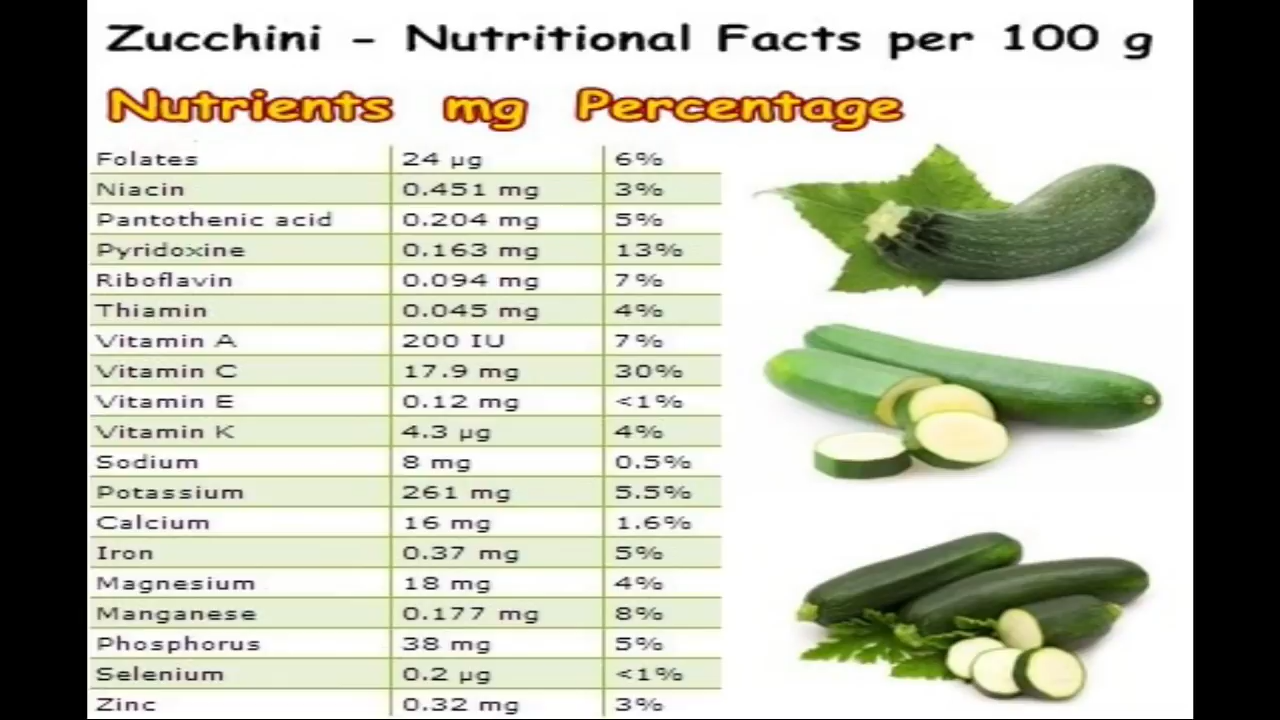 Zucchini - Nutritional Facts per 100 g
Nutrients mg Percentage
Folates 24 µg 6%
Niacin 0.451 mg 3%
Pantothenic acid 0.204 mg 5%
Pyridoxine 0.163 mg 13%
Riboflavin 0.094 mg 7%
Thiamin 0.045 mg 4%
Vitamin A 200 IU 7%
Vitamin C 17.9 mg 30%
Vitamin E 0.12 mg <1%
Vitamin K 4.3 µg 4%
Sodium 8 mg 0.5%
Potassium 261 mg 5.5%
Calcium 16 mg 1.6%
Iron 0.37 mg 5%
Magnesium 18 mg 4%
Manganese 0.177 mg 8%
Phosphorus 38 mg 5%
Selenium 0.2 µg <1%
Zinc 0.32 mg 3%